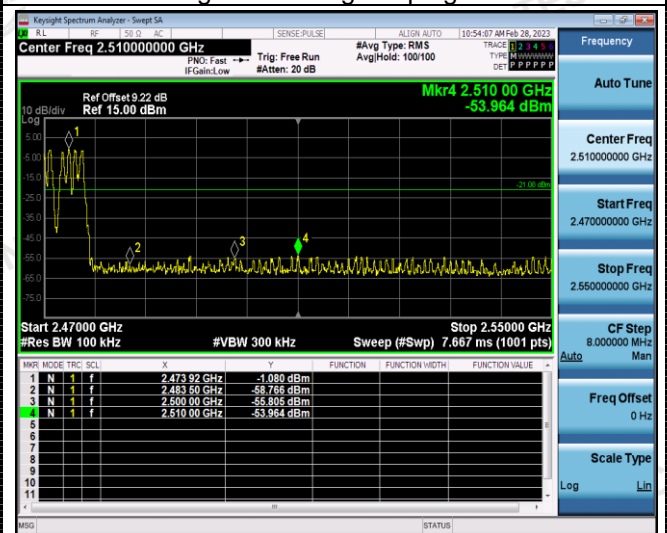 Keysight Spectrum Analyzer - Swept SA
RL RF 50 Ω AC SENSE:PULSE ALIGN AUTO 10:54:07 AM Feb 28, 2023
Center Freq 2.510000000 GHz #Avg Type: RMS TRACE 1 2 3 4 5 6
PNO: Fast Trig: Free Run Avg|Hold: 100/100 TYPE M WWWWW
IFGain:Low #Atten: 20 dB DET P P P P P P
Frequency
Auto Tune
Mkr4 2.510 00 GHz
Ref Offset 9.22 dB
10 dB/div Ref 15.00 dBm -53.964 dBm
Log
5.00
-5.00
-15.0
-25.0
-35.0
-45.0
-55.0
-65.0
-75.0
1
2
3
4
-21.00 dBm
Center Freq
2.510000000 GHz
Start Freq
2.470000000 GHz
Stop Freq
2.550000000 GHz
Start 2.47000 GHz Stop 2.55000 GHz
#Res BW 100 kHz #VBW 300 kHz Sweep (#Swp) 7.667 ms (1001 pts)
CF Step
8.000000 MHz
Auto Man
MKR MODE TRC SCL X Y FUNCTION FUNCTION WIDTH FUNCTION VALUE
1 N 1 f 2.473 92 GHz -1.080 dBm
2 N 1 f 2.483 50 GHz -58.766 dBm
3 N 1 f 2.500 00 GHz -55.805 dBm
4 N 1 f 2.510 00 GHz -53.964 dBm
5
6
7
8
9
10
11
Freq Offset
0 Hz
Scale Type
Log Lin
MSG STATUS